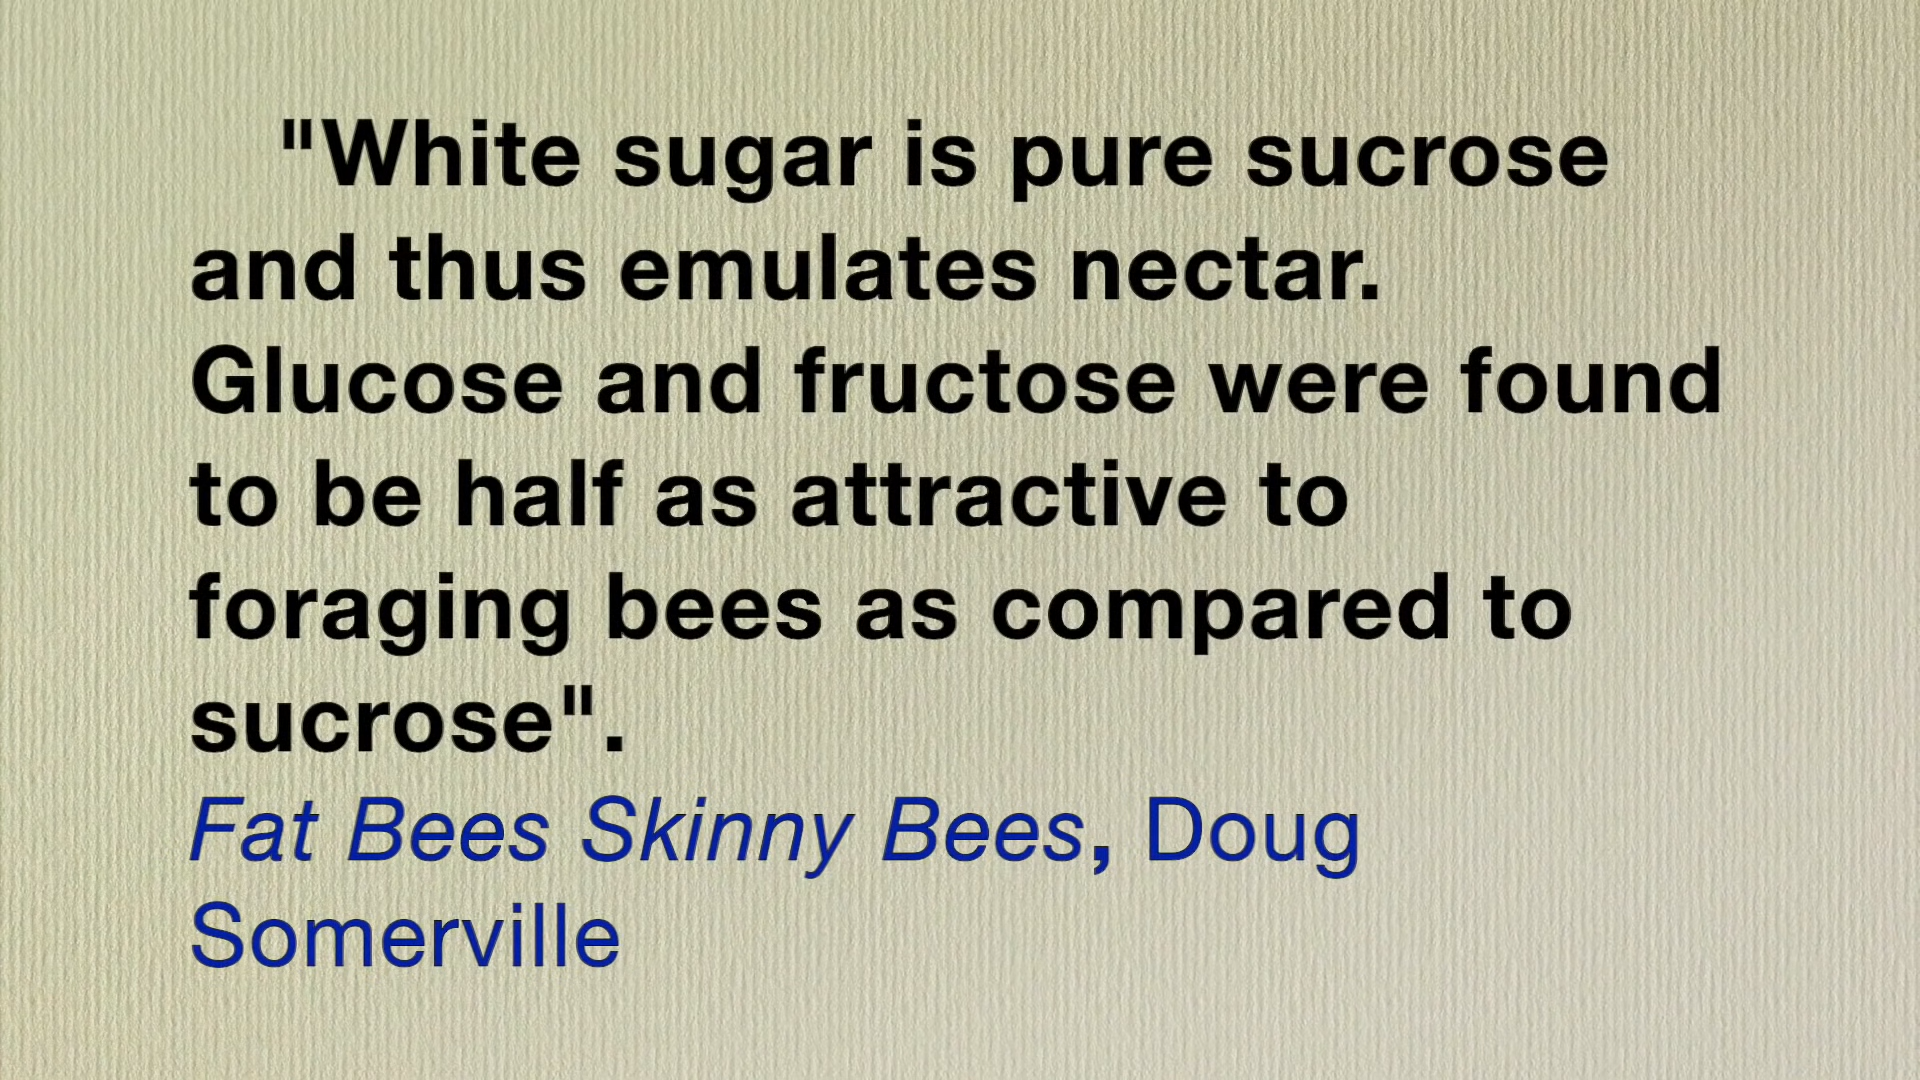 "White sugar is pure sucrose
and thus emulates nectar.
Glucose and fructose were found
to be half as attractive to
foraging bees as compared to
sucrose".
Fat Bees Skinny Bees, Doug
Somerville